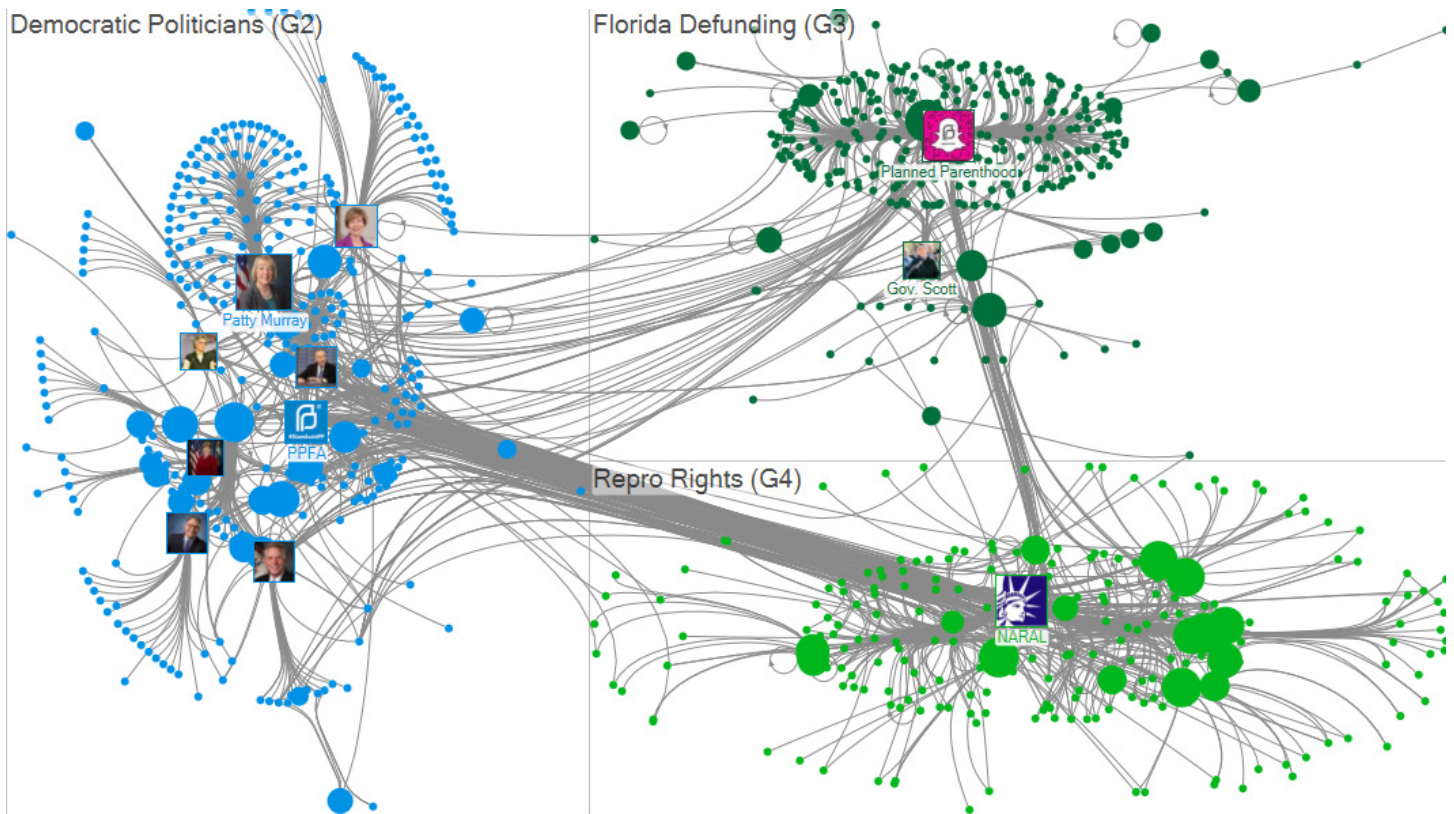 Democratic Politicians (G2)
Florida Defunding (G3)
Planned Parenthood
Gov. Scott
Patty Murray
PPFA
Repro Rights (G4)
NARAL